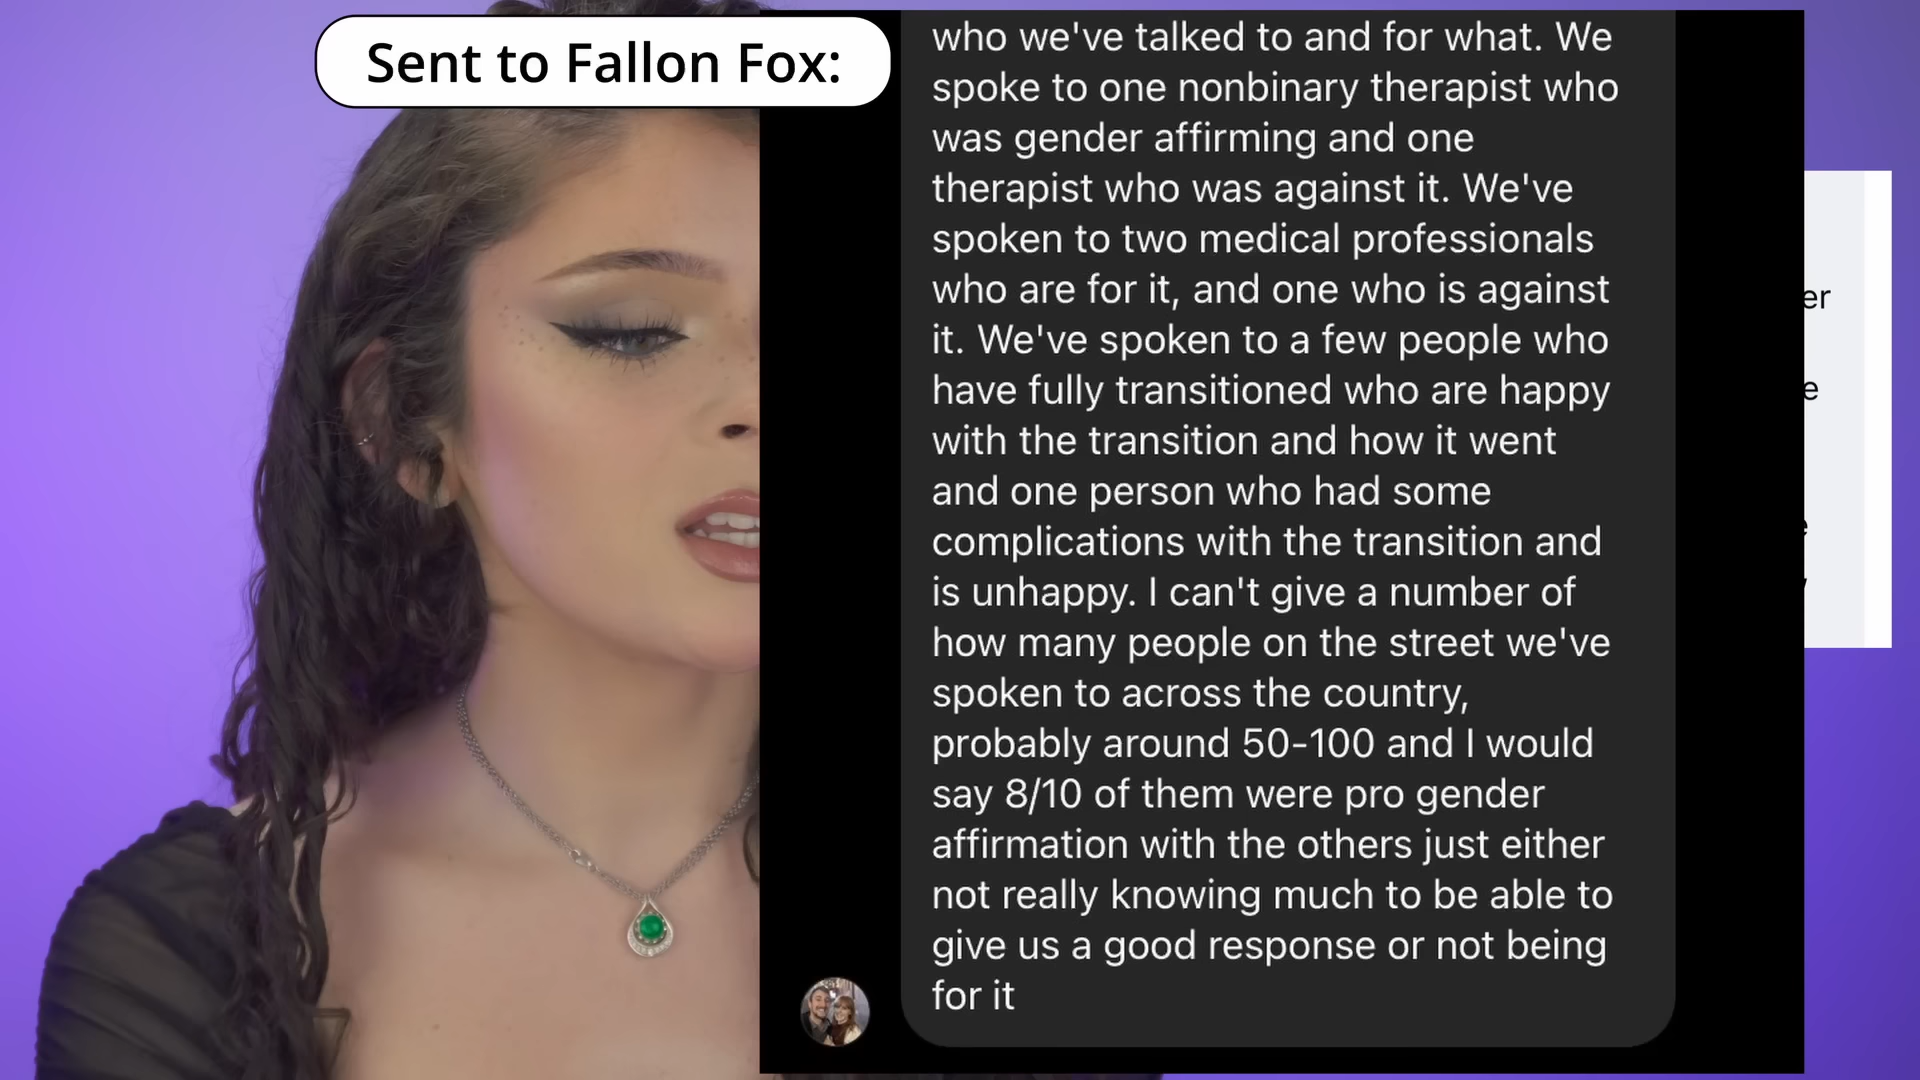 Sent to Fallon Fox:
who we've talked to and for what. We
spoke to one nonbinary therapist who
was gender affirming and one
therapist who was against it. We've
spoken to two medical professionals
who are for it, and one who is against
it. We've spoken to a few people who
have fully transitioned who are happy
with the transition and how it went
and one person who had some
complications with the transition and
is unhappy. I can't give a number of
how many people on the street we've
spoken to across the country,
probably around 50-100 and I would
say 8/10 of them were pro gender
affirmation with the others just either
not really knowing much to be able to
give us a good response or not being
for it